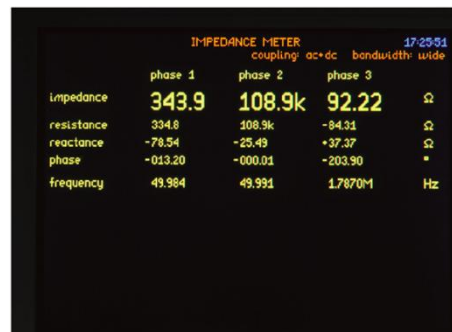 IMPEDANCE METER 17:25:51
coupling: ac+dc bandwidth: wide
phase 1 phase 2 phase 3
impedance 343.9 108.9k 92.22 Ω
resistance 334.8 108.9k -84.31 Ω
reactance -78.54 -25.49 +37.37 Ω
phase -013.20 -000.01 -203.90 °
frequency 49.984 49.991 1.7870M Hz